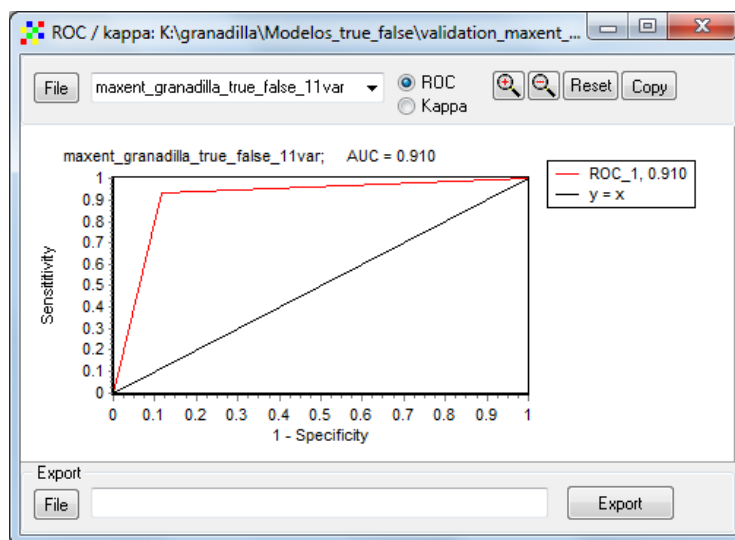 ROC / kappa: K:\granadilla\Modelos_true_false\validation_maxent_...
File
maxent_granadilla_true_false_11var
ROC
Kappa
Reset
Copy
maxent_granadilla_true_false_11var; AUC = 0.910
ROC_1, 0.910
y = x
Sensititivity
1
0.9
0.8
0.7
0.6
0.5
0.4
0.3
0.2
0.1
0
0 0.1 0.2 0.3 0.4 0.5 0.6 0.7 0.8 0.9 1
1 - Specificity
Export
File
Export